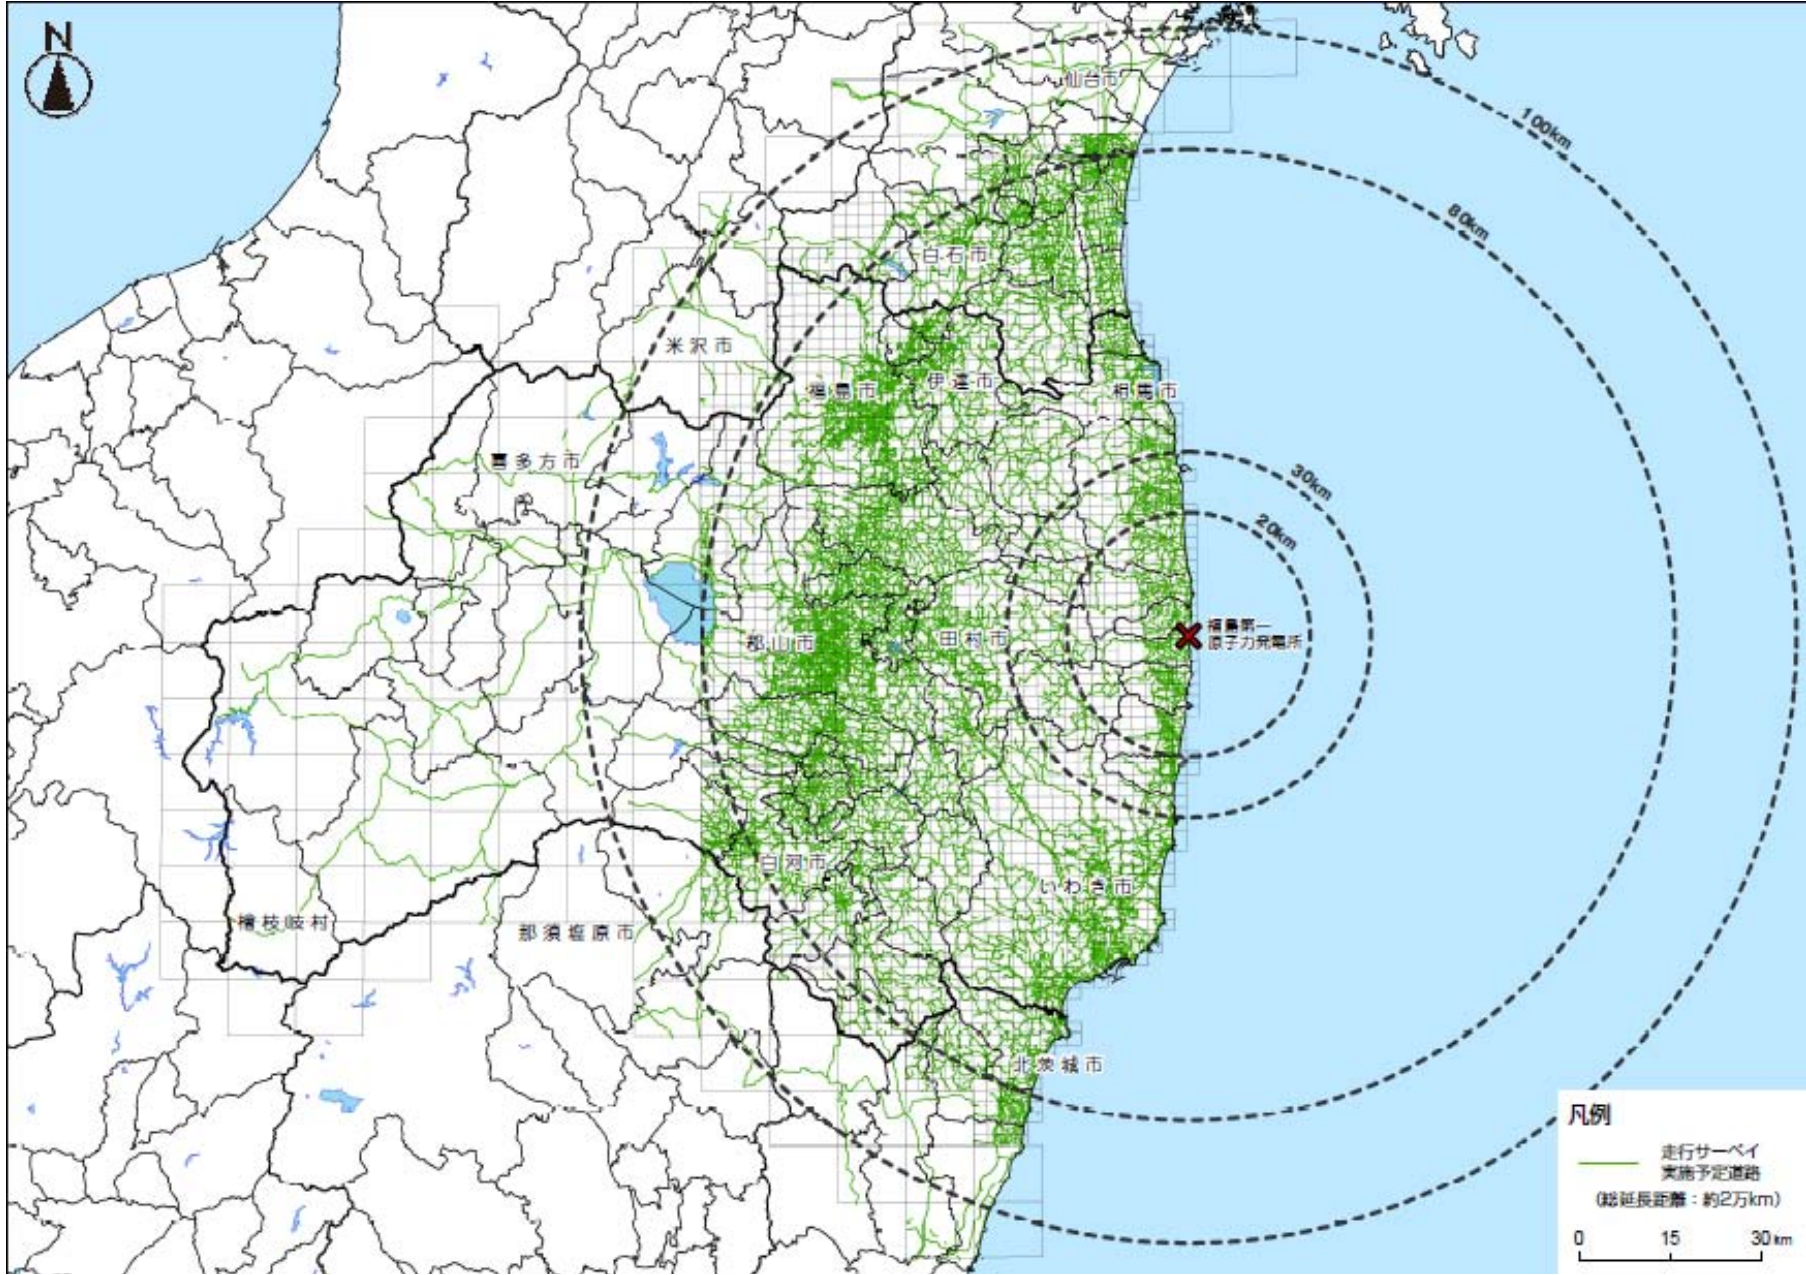 N
仙台市
100km
80km
白石市
米沢市
福島市
伊達市
相馬市
喜多方市
30km
20km
福島第一
原子力発電所
郡山市
田村市
白河市
いわき市
檜枝岐村
那須塩原市
北茨城市
凡例
走行サーベイ
実施予定道路
(総延長距離:約2万km)
0 15 30 km